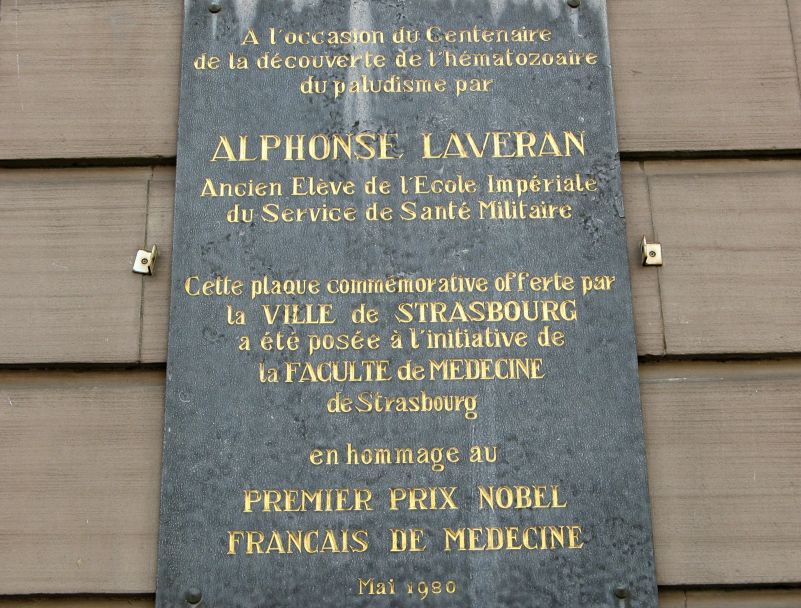 A l'occasion du Centenaire
de la découverte de l'hématozoaire
du paludisme par
ALPHONSE LAVERAN
Ancien Elève de l'Ecole Impériale
du Service de Santé Militaire
Cette plaque commémorative offerte par
la VILLE de STRASBOURG
a été posée à l'initiative de
la FACULTE de MEDECINE
de Strasbourg
en hommage au
PREMIER PRIX NOBEL
FRANCAIS DE MEDECINE
Mai 1980